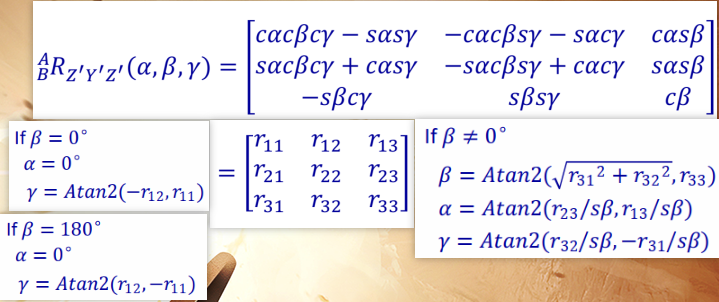 ᴬ_B R_{Z′Y′Z′}(α, β, γ) = [cαcβcγ − sαsγ  −cαcβsγ − sαcγ  cαsβ
sαcβcγ + cαsγ  −sαcβsγ + cαcγ  sαsβ
−sβcγ  sβsγ  cβ]
If β = 0°
α = 0°
γ = Atan2(−r₁₂, r₁₁)
= [r₁₁  r₁₂  r₁₃
r₂₁  r₂₂  r₂₃
r₃₁  r₃₂  r₃₃]
If β ≠ 0°
β = Atan2(√(r₃₁² + r₃₂²), r₃₃)
α = Atan2(r₂₃/sβ, r₁₃/sβ)
γ = Atan2(r₃₂/sβ, −r₃₁/sβ)
If β = 180°
α = 0°
γ = Atan2(r₁₂, −r₁₁)